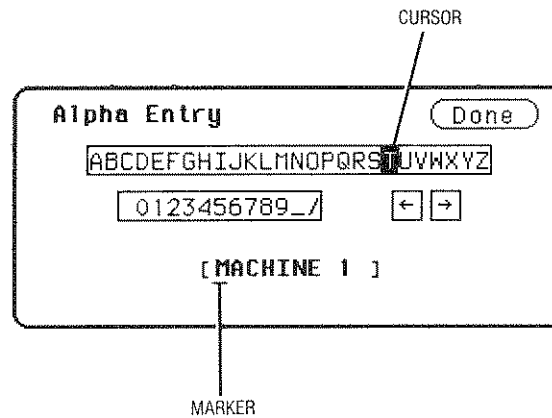 CURSOR
Alpha Entry Done
ABCDEFGHIJKLMNOPQRSTUVWXYZ
0123456789_/ ← →
[MACHINE 1 ]
MARKER